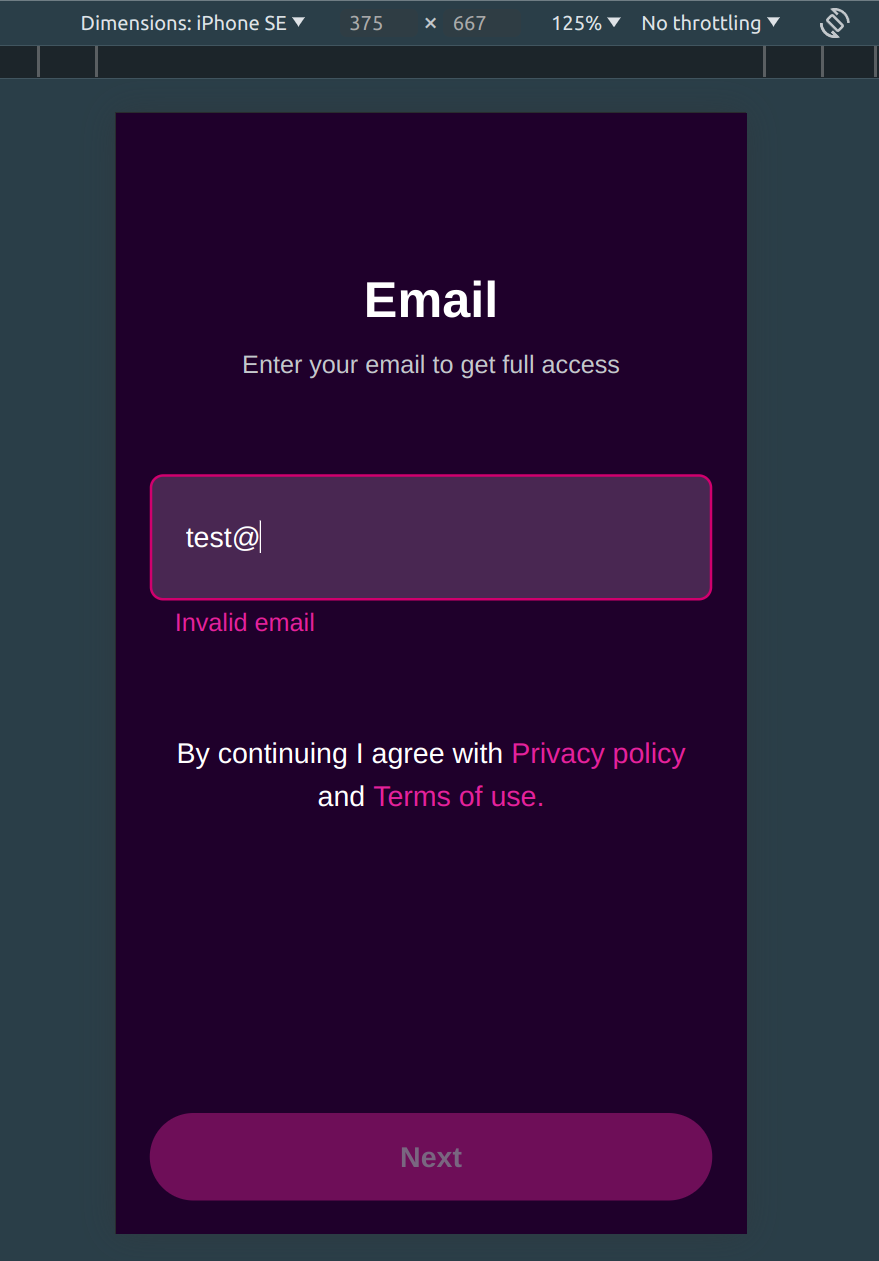 Dimensions: iPhone SE ▼ 375 × 667 125% ▼ No throttling ▼
Email
Enter your email to get full access
test@
Invalid email
By continuing I agree with Privacy policy
and Terms of use.
Next